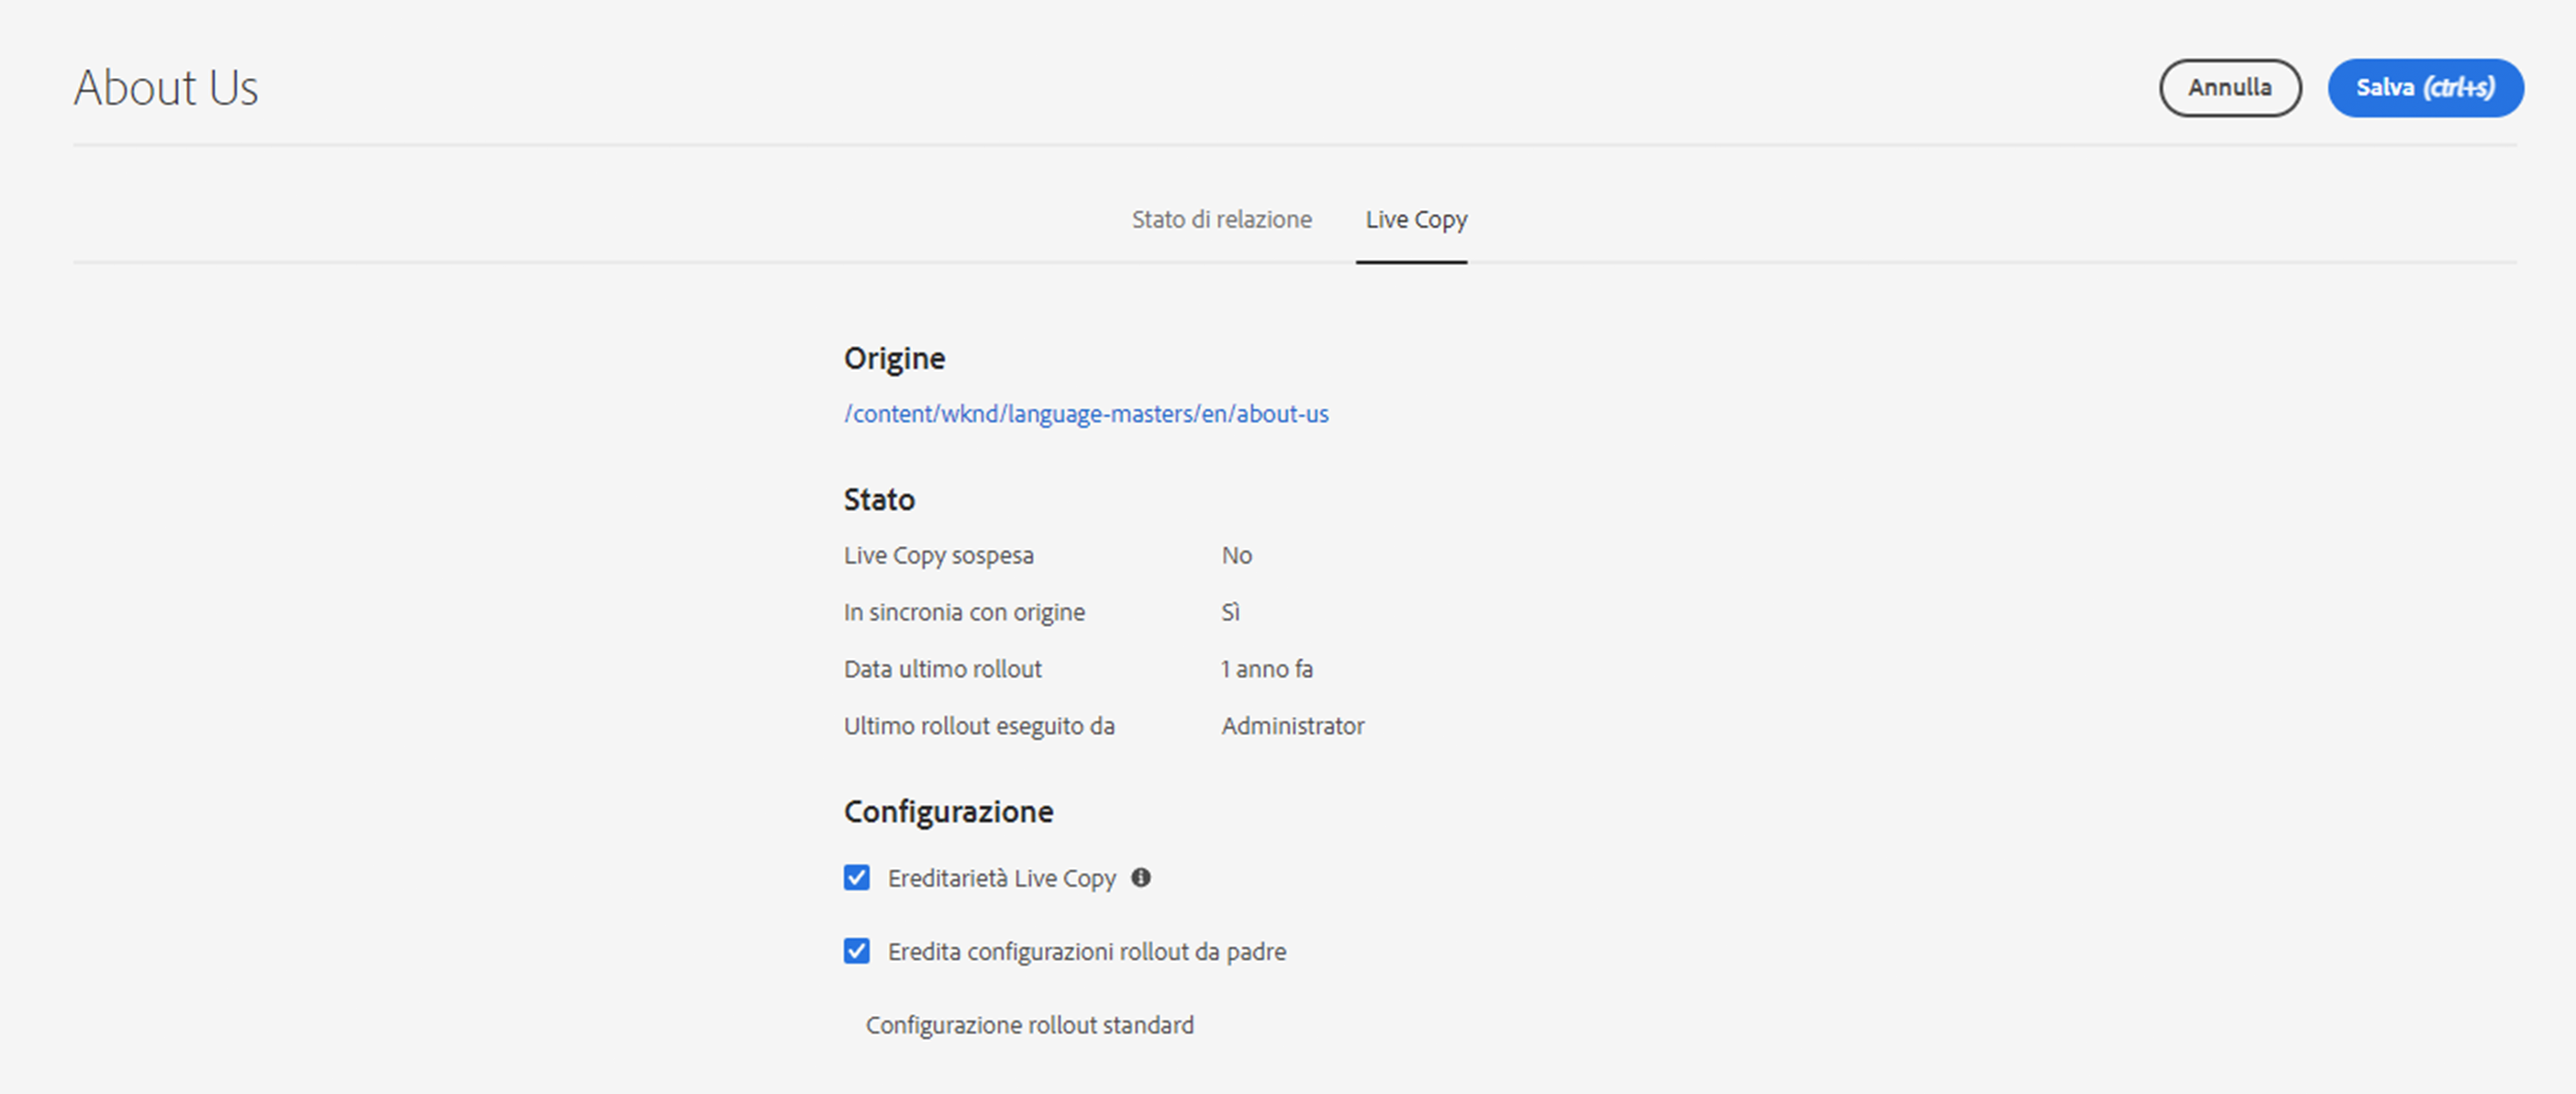 About Us
Annulla
Salva (ctrl+s)
Stato di relazione
Live Copy
Origine
/content/wknd/language-masters/en/about-us
Stato
Live Copy sospesa No
In sincronia con origine Sì
Data ultimo rollout 1 anno fa
Ultimo rollout eseguito da Administrator
Configurazione
Ereditarietà Live Copy
Eredita configurazioni rollout da padre
Configurazione rollout standard